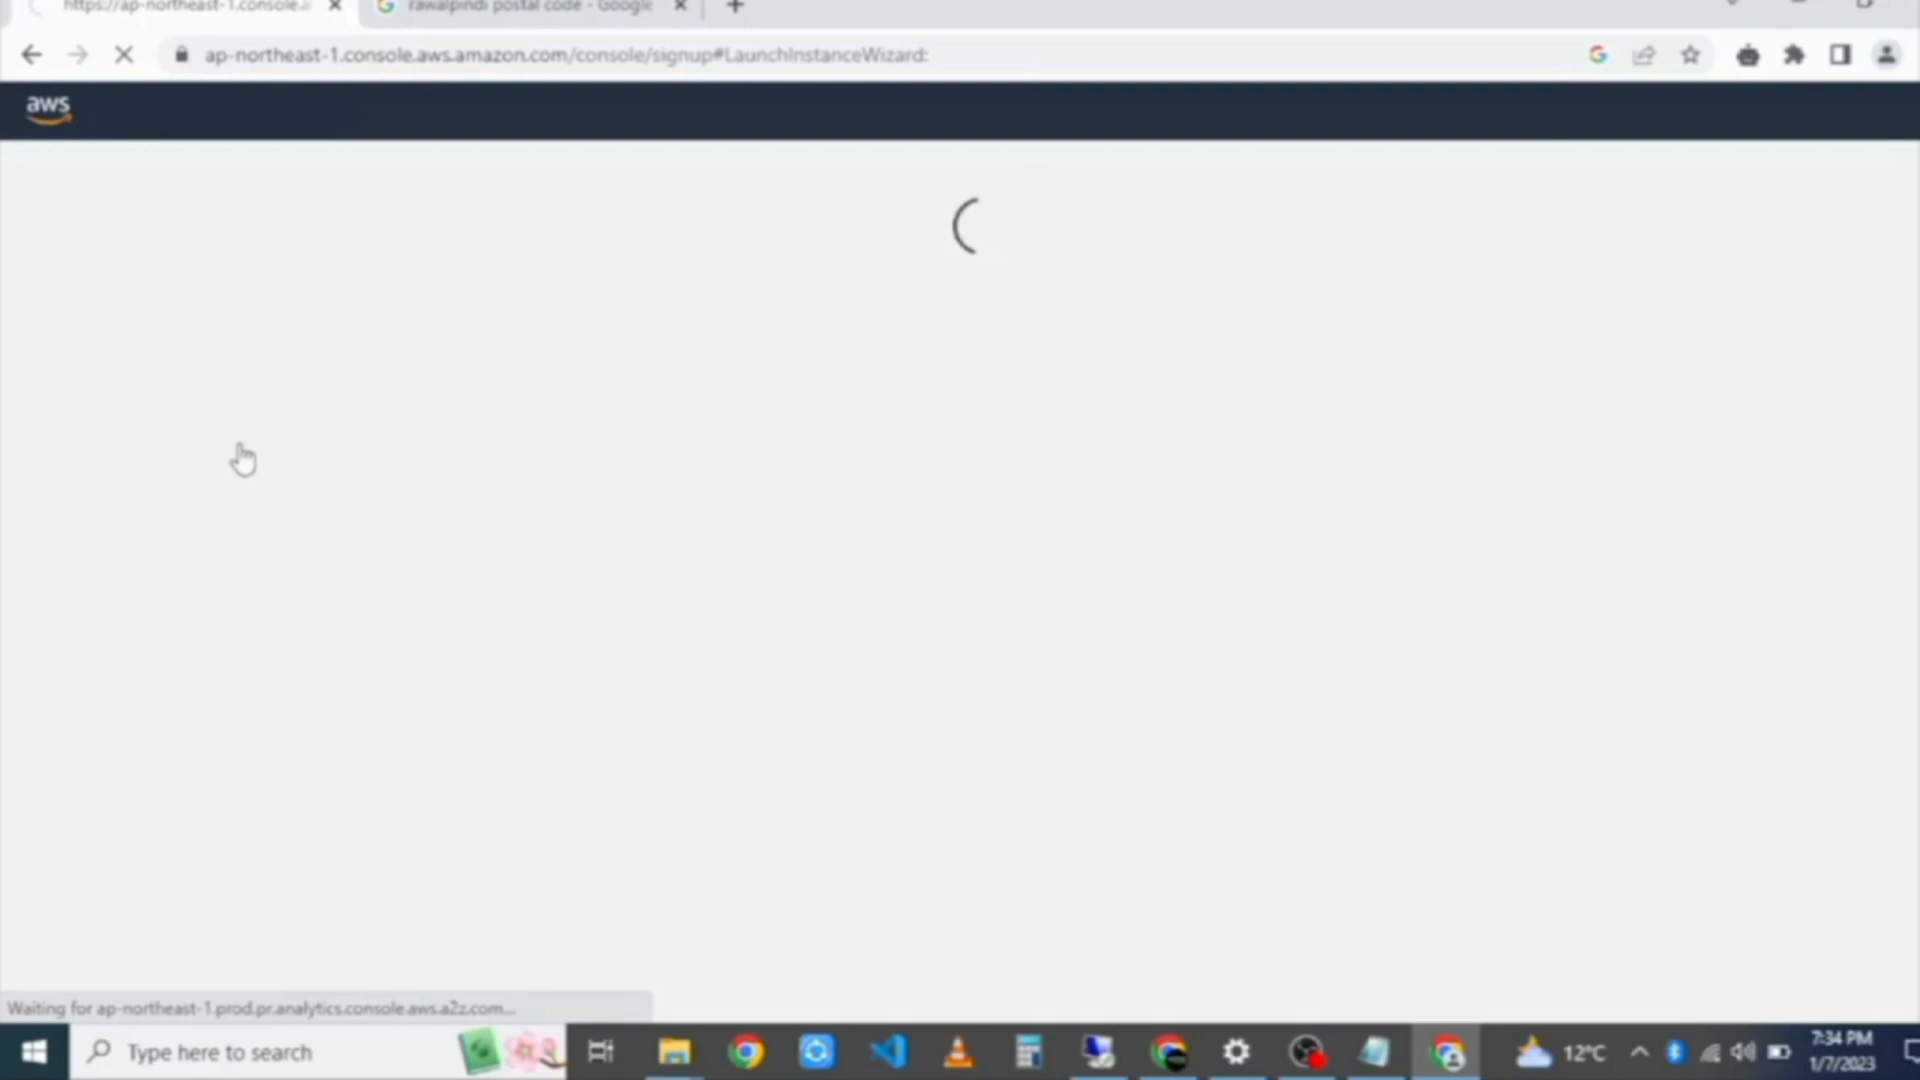 https://ap-northeast-1.console.a
rawalpindi postal code - Google
ap-northeast-1.console.aws.amazon.com/console/signup#LaunchInstanceWizard:
aws
Waiting for ap-northeast-1.prod.pr.analytics.console.aws.a2z.com...
Type here to search
12°C
7:34 PM
1/7/2023